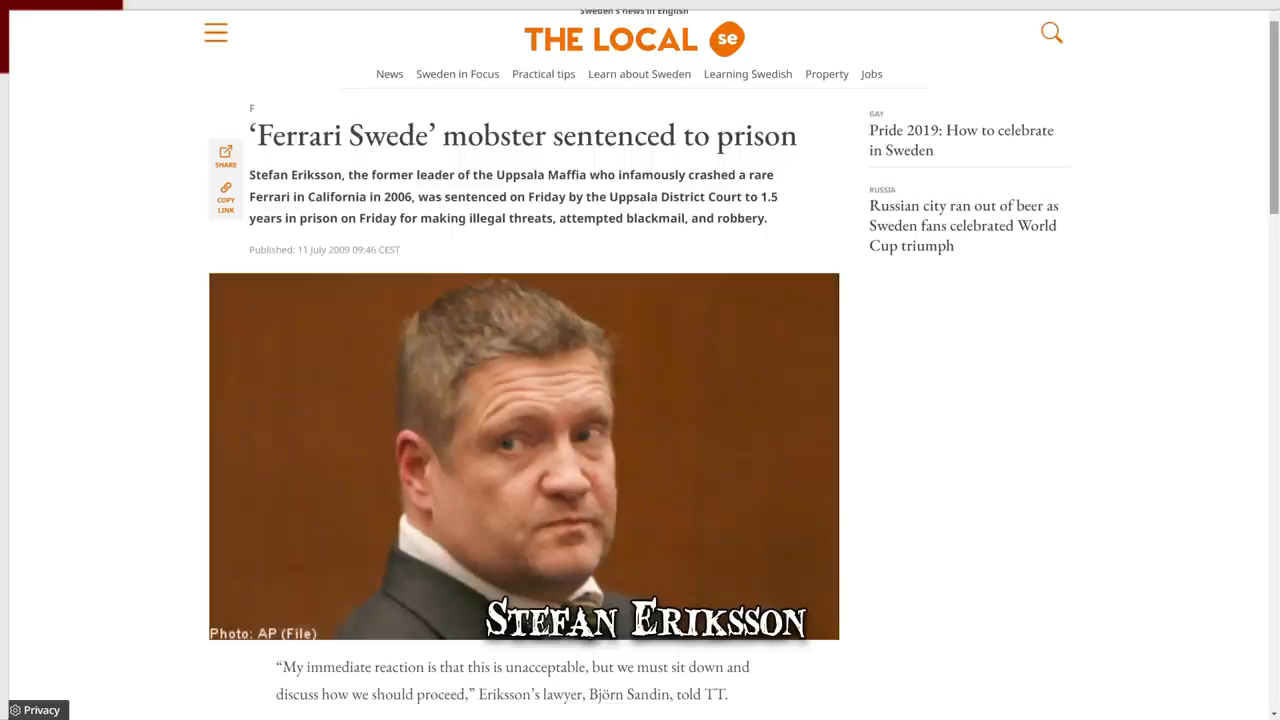 Sweden's news in English
THE LOCAL se
News Sweden in Focus Practical tips Learn about Sweden Learning Swedish Property Jobs
F
‘Ferrari Swede’ mobster sentenced to prison
SHARE
COPY
LINK
Stefan Eriksson, the former leader of the Uppsala Maffia who infamously crashed a rare
Ferrari in California in 2006, was sentenced on Friday by the Uppsala District Court to 1.5
years in prison on Friday for making illegal threats, attempted blackmail, and robbery.
Published: 11 July 2009 09:46 CEST
GAY
Pride 2019: How to celebrate
in Sweden
RUSSIA
Russian city ran out of beer as
Sweden fans celebrated World
Cup triumph
STEFAN ERIKSSON
Photo: AP (File)
“My immediate reaction is that this is unacceptable, but we must sit down and
discuss how we should proceed,” Eriksson’s lawyer, Björn Sandin, told TT.
Privacy